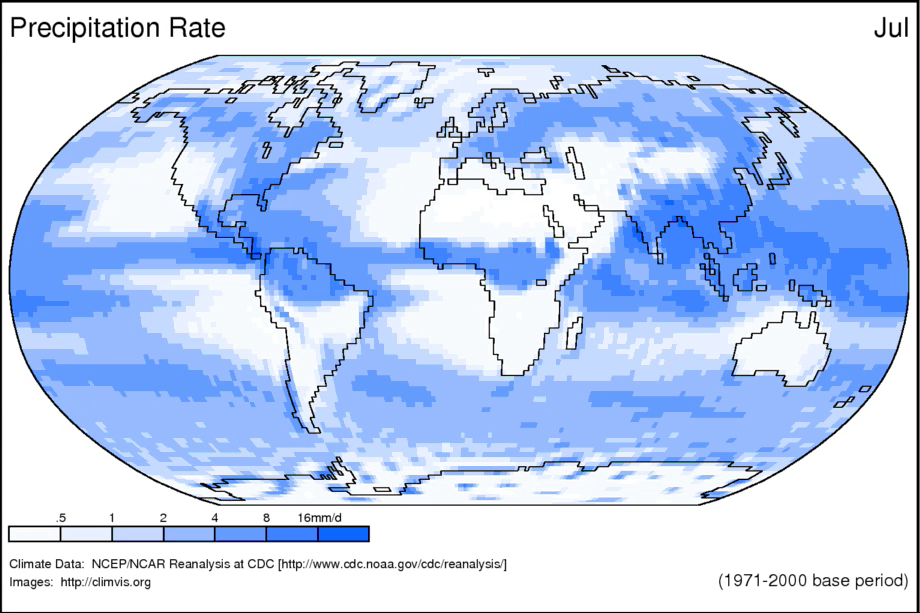 Precipitation Rate
Jul
.5 1 2 4 8 16mm/d
Climate Data: NCEP/NCAR Reanalysis at CDC [http://www.cdc.noaa.gov/cdc/reanalysis/]
Images: http://climvis.org
(1971-2000 base period)